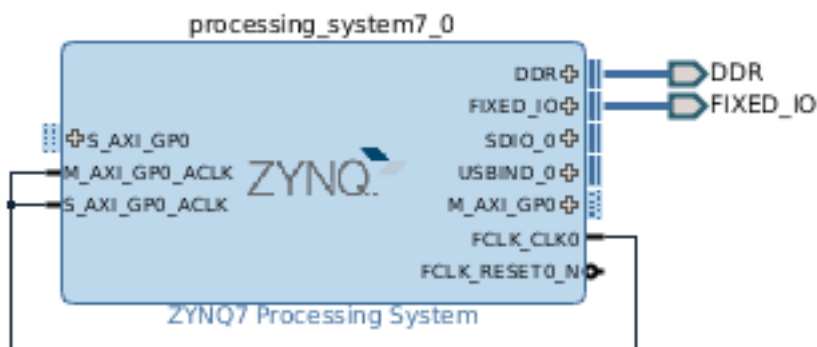 processing_system7_0
DDR
DDR
FIXED_IO
FIXED_IO
S_AXI_GP0
SDIO_0
M_AXI_GP0_ACLK
ZYNQ
USBIND_0
S_AXI_GP0_ACLK
M_AXI_GP0
FCLK_CLK0
FCLK_RESET0_N
ZYNQ7 Processing System